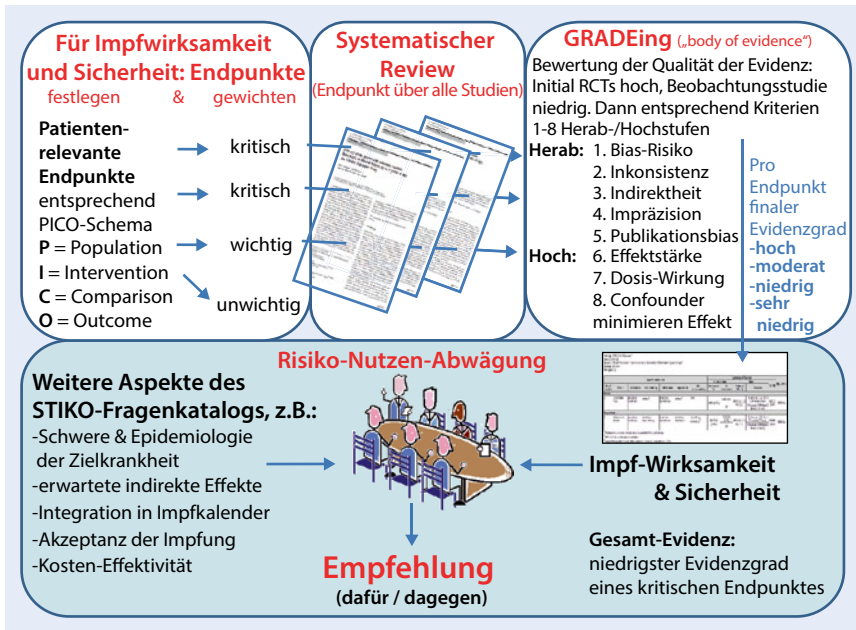 Für Impfwirksamkeit
und Sicherheit: Endpunkte
festlegen & gewichten
Patienten-
relevante
Endpunkte
entsprechend
PICO-Schema
P = Population
I = Intervention
C = Comparison
O = Outcome
kritisch
kritisch
wichtig
unwichtig
Systematischer
Review
(Endpunkt über alle Studien)
GRADEing („body of evidence“)
Bewertung der Qualität der Evidenz:
Initial RCTs hoch, Beobachtungsstudie
niedrig. Dann entsprechend Kriterien
1-8 Herab-/Hochstufen
Herab: 1. Bias-Risiko
2. Inkonsistenz
3. Indirektheit
4. Impräzision
5. Publikationsbias
Hoch: 6. Effektstärke
7. Dosis-Wirkung
8. Confounder
minimieren Effekt
Pro
Endpunkt
finaler
Evidenzgrad
-hoch
-moderat
-niedrig
-sehr
niedrig
Risiko-Nutzen-Abwägung
Weitere Aspekte des
STIKO-Fragenkatalogs, z.B.:
-Schwere & Epidemiologie
der Zielkrankheit
-erwartete indirekte Effekte
-Integration in Impfkalender
-Akzeptanz der Impfung
-Kosten-Effektivität
Empfehlung
(dafür / dagegen)
Impf-Wirksamkeit
& Sicherheit
Gesamt-Evidenz:
niedrigster Evidenzgrad
eines kritischen Endpunktes